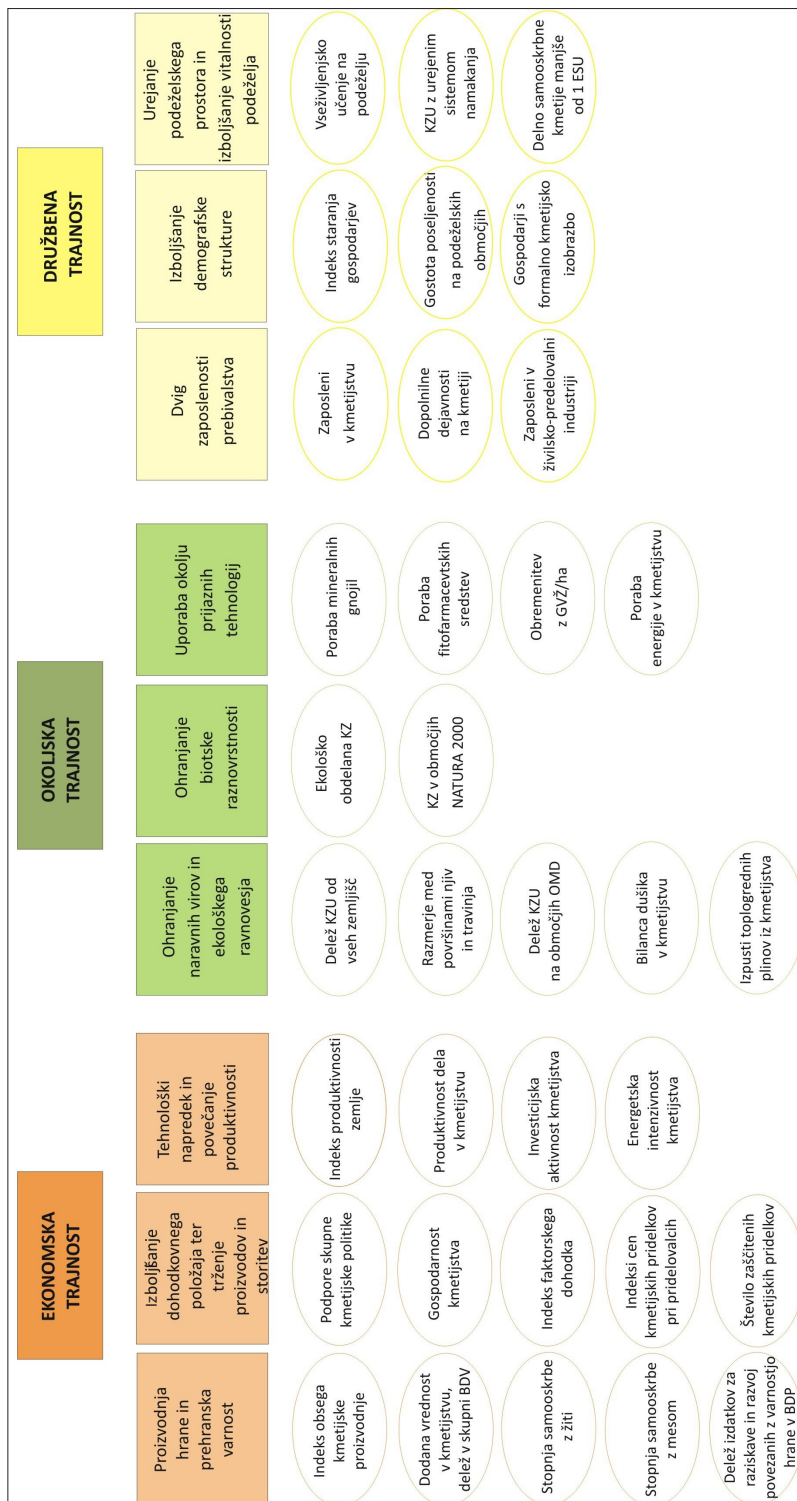 EKONOMSKA
TRAJNOST
OKOLJSKA
TRAJNOST
DRUŽBENA
TRAJNOST
Proizvodnja
hrane in
prehranska
varnost
Izboljšanje
dohodkovnega
položaja ter
trženje
proizvodov in
storitev
Tehnološki
napredek in
povečanje
produktivnosti
Ohranjanje
naravnih virov in
ekološkega
ravnovesja
Ohranjanje
biotske
raznovrstnosti
Uporaba okolju
prijaznih
tehnologij
Dvig
zaposlenosti
prebivalstva
Izboljšanje
demografske
strukture
Urejanje
podeželskega
prostora in
izboljšanje vitalnosti
podeželja
Indeks obsega
kmetijske
proizvodnje
Podpore skupne
kmetijske politike
Indeks produktivnosti
zemlje
Delež KZU od
vseh zemljišč
Ekološko
obdelana KZ
Poraba mineralnih
gnojil
Zaposleni
v kmetijstvu
Indeks staranja
gospodarjev
Vseživljenjsko
učenje na
podeželju
Dodana vrednost
v kmetijstvu,
delež v skupni BDV
Gospodarnost
kmetijstva
Produktivnost dela
v kmetijstvu
Razmerje med
površinami njiv
in travinja
KZ v območjih
NATURA 2000
Poraba
fitofarmacevtskih
sredstev
Dopolnilne
dejavnosti
na kmetiji
Gostota poseljenosti
na podeželskih
območjih
KZU z urejenim
sistemom
namakanja
Stopnja samooskrbe
z žiti
Indeks faktorskega
dohodka
Investicijska
aktivnost kmetijstva
Delež KZU
na območjih OMD
Obremenitev
z GVŽ/ha
Zaposleni v
živilsko-predelovalni
industriji
Gospodarji s
formalno kmetijsko
izobrazbo
Delno samooskrbne
kmetije manjše
od 1 ESU
Stopnja samooskrbe
z mesom
Indeksi cen
kmetijskih pridelkov
pri pridelovalcih
Energetska
intenzivnost
kmetijstva
Bilanca dušika
v kmetijstvu
Poraba
energije v kmetijstvu
Delež izdatkov za
raziskave in razvoj
povezanih z varnostjo
hrane v BDP
Število zaščitenih
kmetijskih pridelkov
Izpusti toplogrednih
plinov iz kmetijstva